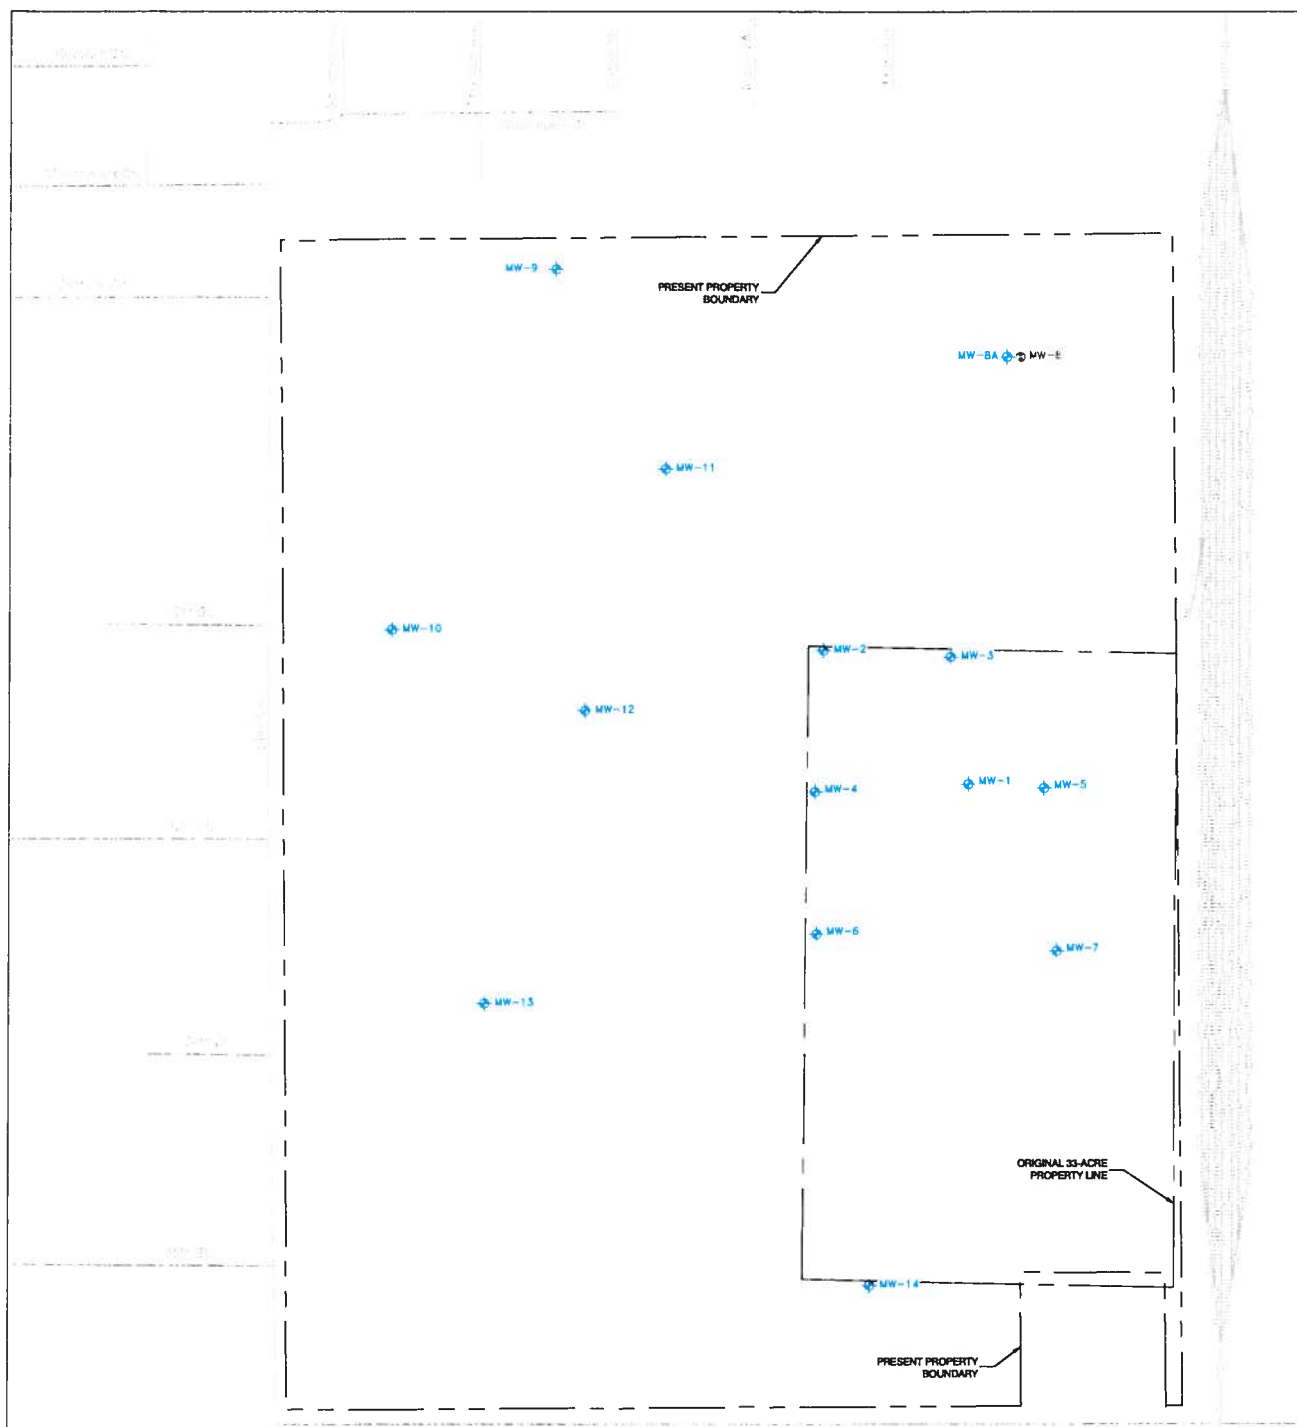 MW-9
PRESENT PROPERTY
BOUNDARY
MW-8A
MW-8
MW-11
MW-10
MW-2
MW-3
MW-12
MW-1
MW-5
MW-4
MW-6
MW-7
MW-13
ORIGINAL 33-ACRE
PROPERTY LINE
MW-14
PRESENT PROPERTY
BOUNDARY